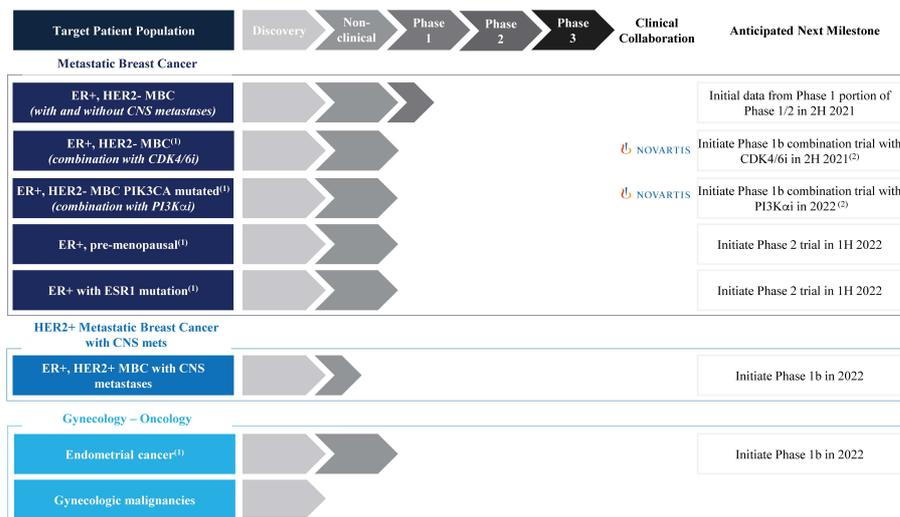 Target Patient Population
Discovery
Non-
clinical
Phase
1
Phase
2
Phase
3
Clinical
Collaboration
Anticipated Next Milestone
Metastatic Breast Cancer
ER+, HER2- MBC
(with and without CNS metastases)
Initial data from Phase 1 portion of
Phase 1/2 in 2H 2021
ER+, HER2- MBC(1)
(combination with CDK4/6i)
NOVARTIS
Initiate Phase 1b combination trial with
CDK4/6i in 2H 2021(2)
ER+, HER2- MBC PIK3CA mutated(1)
(combination with PI3Kαi)
NOVARTIS
Initiate Phase 1b combination trial with
PI3Kαi in 2022 (2)
ER+, pre-menopausal(1)
Initiate Phase 2 trial in 1H 2022
ER+ with ESR1 mutation(1)
Initiate Phase 2 trial in 1H 2022
HER2+ Metastatic Breast Cancer
with CNS mets
ER+, HER2+ MBC with CNS
metastases
Initiate Phase 1b in 2022
Gynecology – Oncology
Endometrial cancer(1)
Initiate Phase 1b in 2022
Gynecologic malignancies